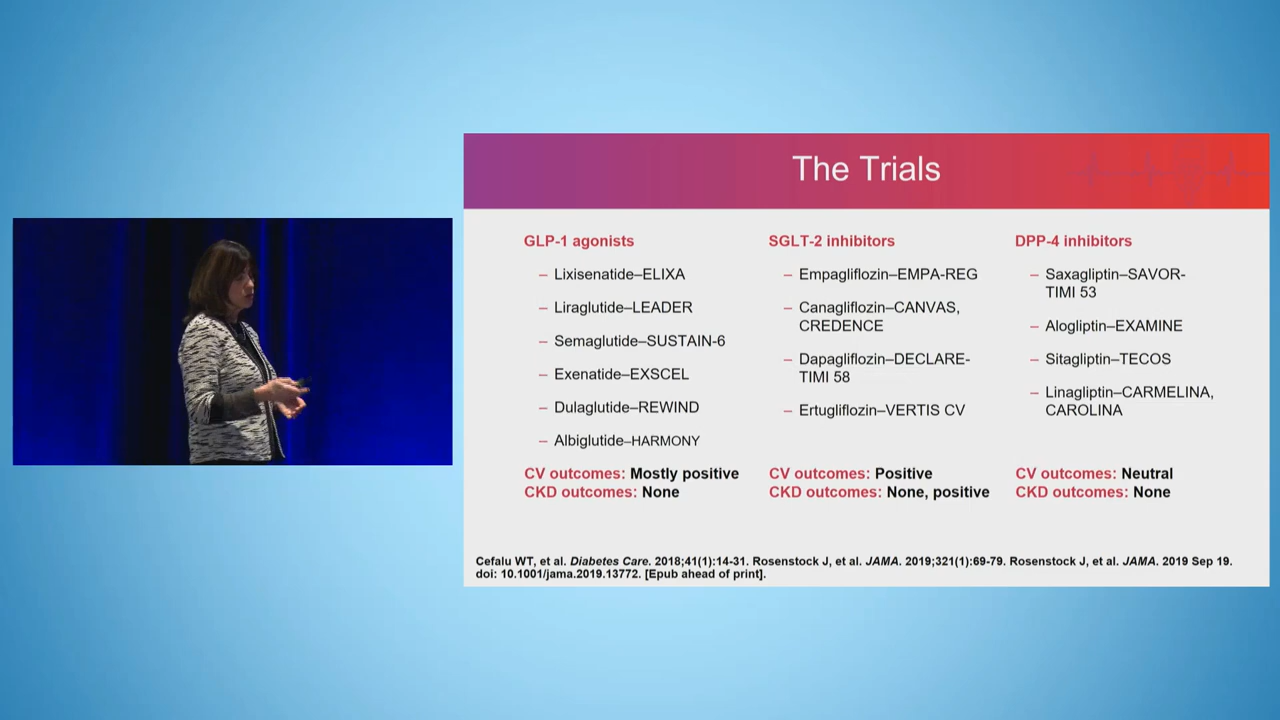 The Trials
GLP-1 agonists
– Lixisenatide–ELIXA
– Liraglutide–LEADER
– Semaglutide–SUSTAIN-6
– Exenatide–EXSCEL
– Dulaglutide–REWIND
– Albiglutide–HARMONY
CV outcomes: Mostly positive
CKD outcomes: None
SGLT-2 inhibitors
– Empagliflozin–EMPA-REG
– Canagliflozin–CANVAS,
CREDENCE
– Dapagliflozin–DECLARE-
TIMI 58
– Ertugliflozin–VERTIS CV
CV outcomes: Positive
CKD outcomes: None, positive
DPP-4 inhibitors
– Saxagliptin–SAVOR-
TIMI 53
– Alogliptin–EXAMINE
– Sitagliptin–TECOS
– Linagliptin–CARMELINA,
CAROLINA
CV outcomes: Neutral
CKD outcomes: None
Cefalu WT, et al. Diabetes Care. 2018;41(1):14-31. Rosenstock J, et al. JAMA. 2019;321(1):69-79. Rosenstock J, et al. JAMA. 2019 Sep 19.
doi: 10.1001/jama.2019.13772. [Epub ahead of print].